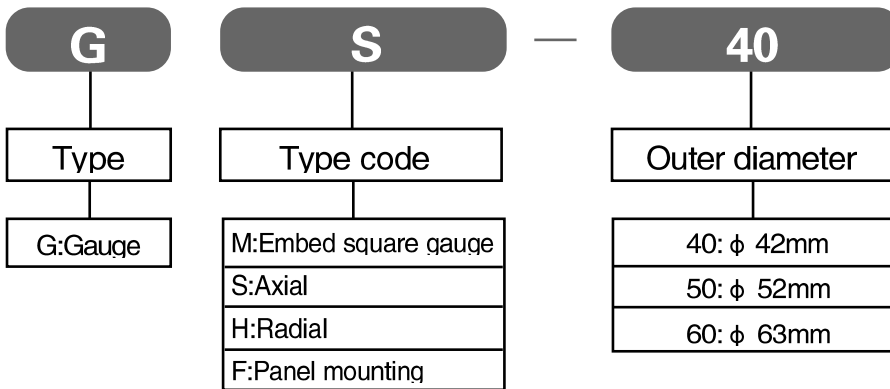 G S — 40
Type Type code Outer diameter
G:Gauge M:Embed square gauge 40: φ 42mm
S:Axial 50: φ 52mm
H:Radial 60: φ 63mm
F:Panel mounting